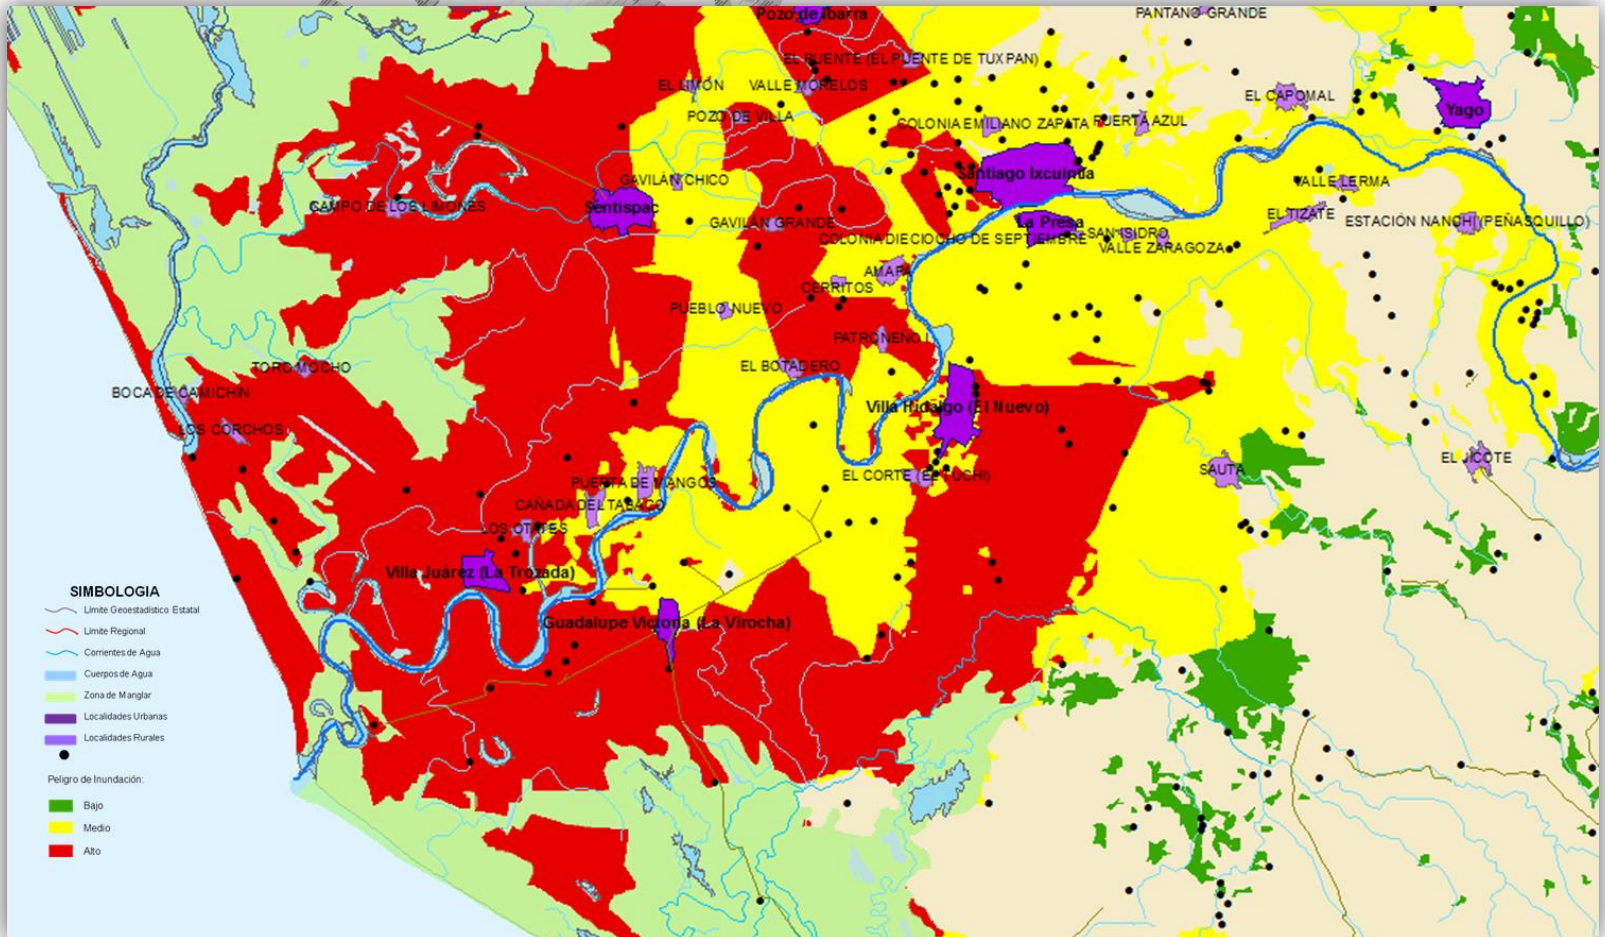 Pozo de Ibarra
PANTANO GRANDE
EL PUENTE (EL PUENTE DE TUXPAN)
EL LIMÓN
VALLE MORELOS
EL CAPOMAL
Yago
POZO DE VILLA
COLONIA EMILIANO ZAPATA
PUERTA AZUL
Santiago Ixcuintla
GAVILÁN CHICO
VALLE LERMA
CAMPO DE LOS LIMONES
Sentispac
GAVILÁN GRANDE
La Presa
EL TIZATE
ESTACIÓN NANCHI (PEÑASQUILLO)
COLONIA DIECIOCHO DE SEPTIEMBRE
SAN ISIDRO
VALLE ZARAGOZA
AMAPA
CERRITOS
PUEBLO NUEVO
PATRONEÑO
EL BOTADERO
TORO MOCHO
BOCA DE CAMICHÍN
Villa Hidalgo (El Nuevo)
LOS CORCHOS
EL JICOTE
SAUTA
EL CORTE (EL TUCHI)
PUERTA DE MANGOS
CAÑADA DEL TABACO
LOS OTATES
Villa Juárez (La Trozada)
Guadalupe Victoria (La Virocha)
SIMBOLOGIA
Límite Geoestadístico Estatal
Límite Regional
Corrientes de Agua
Cuerpos de Agua
Zona de Manglar
Localidades Urbanas
Localidades Rurales
Peligro de Inundación:
Bajo
Medio
Alto